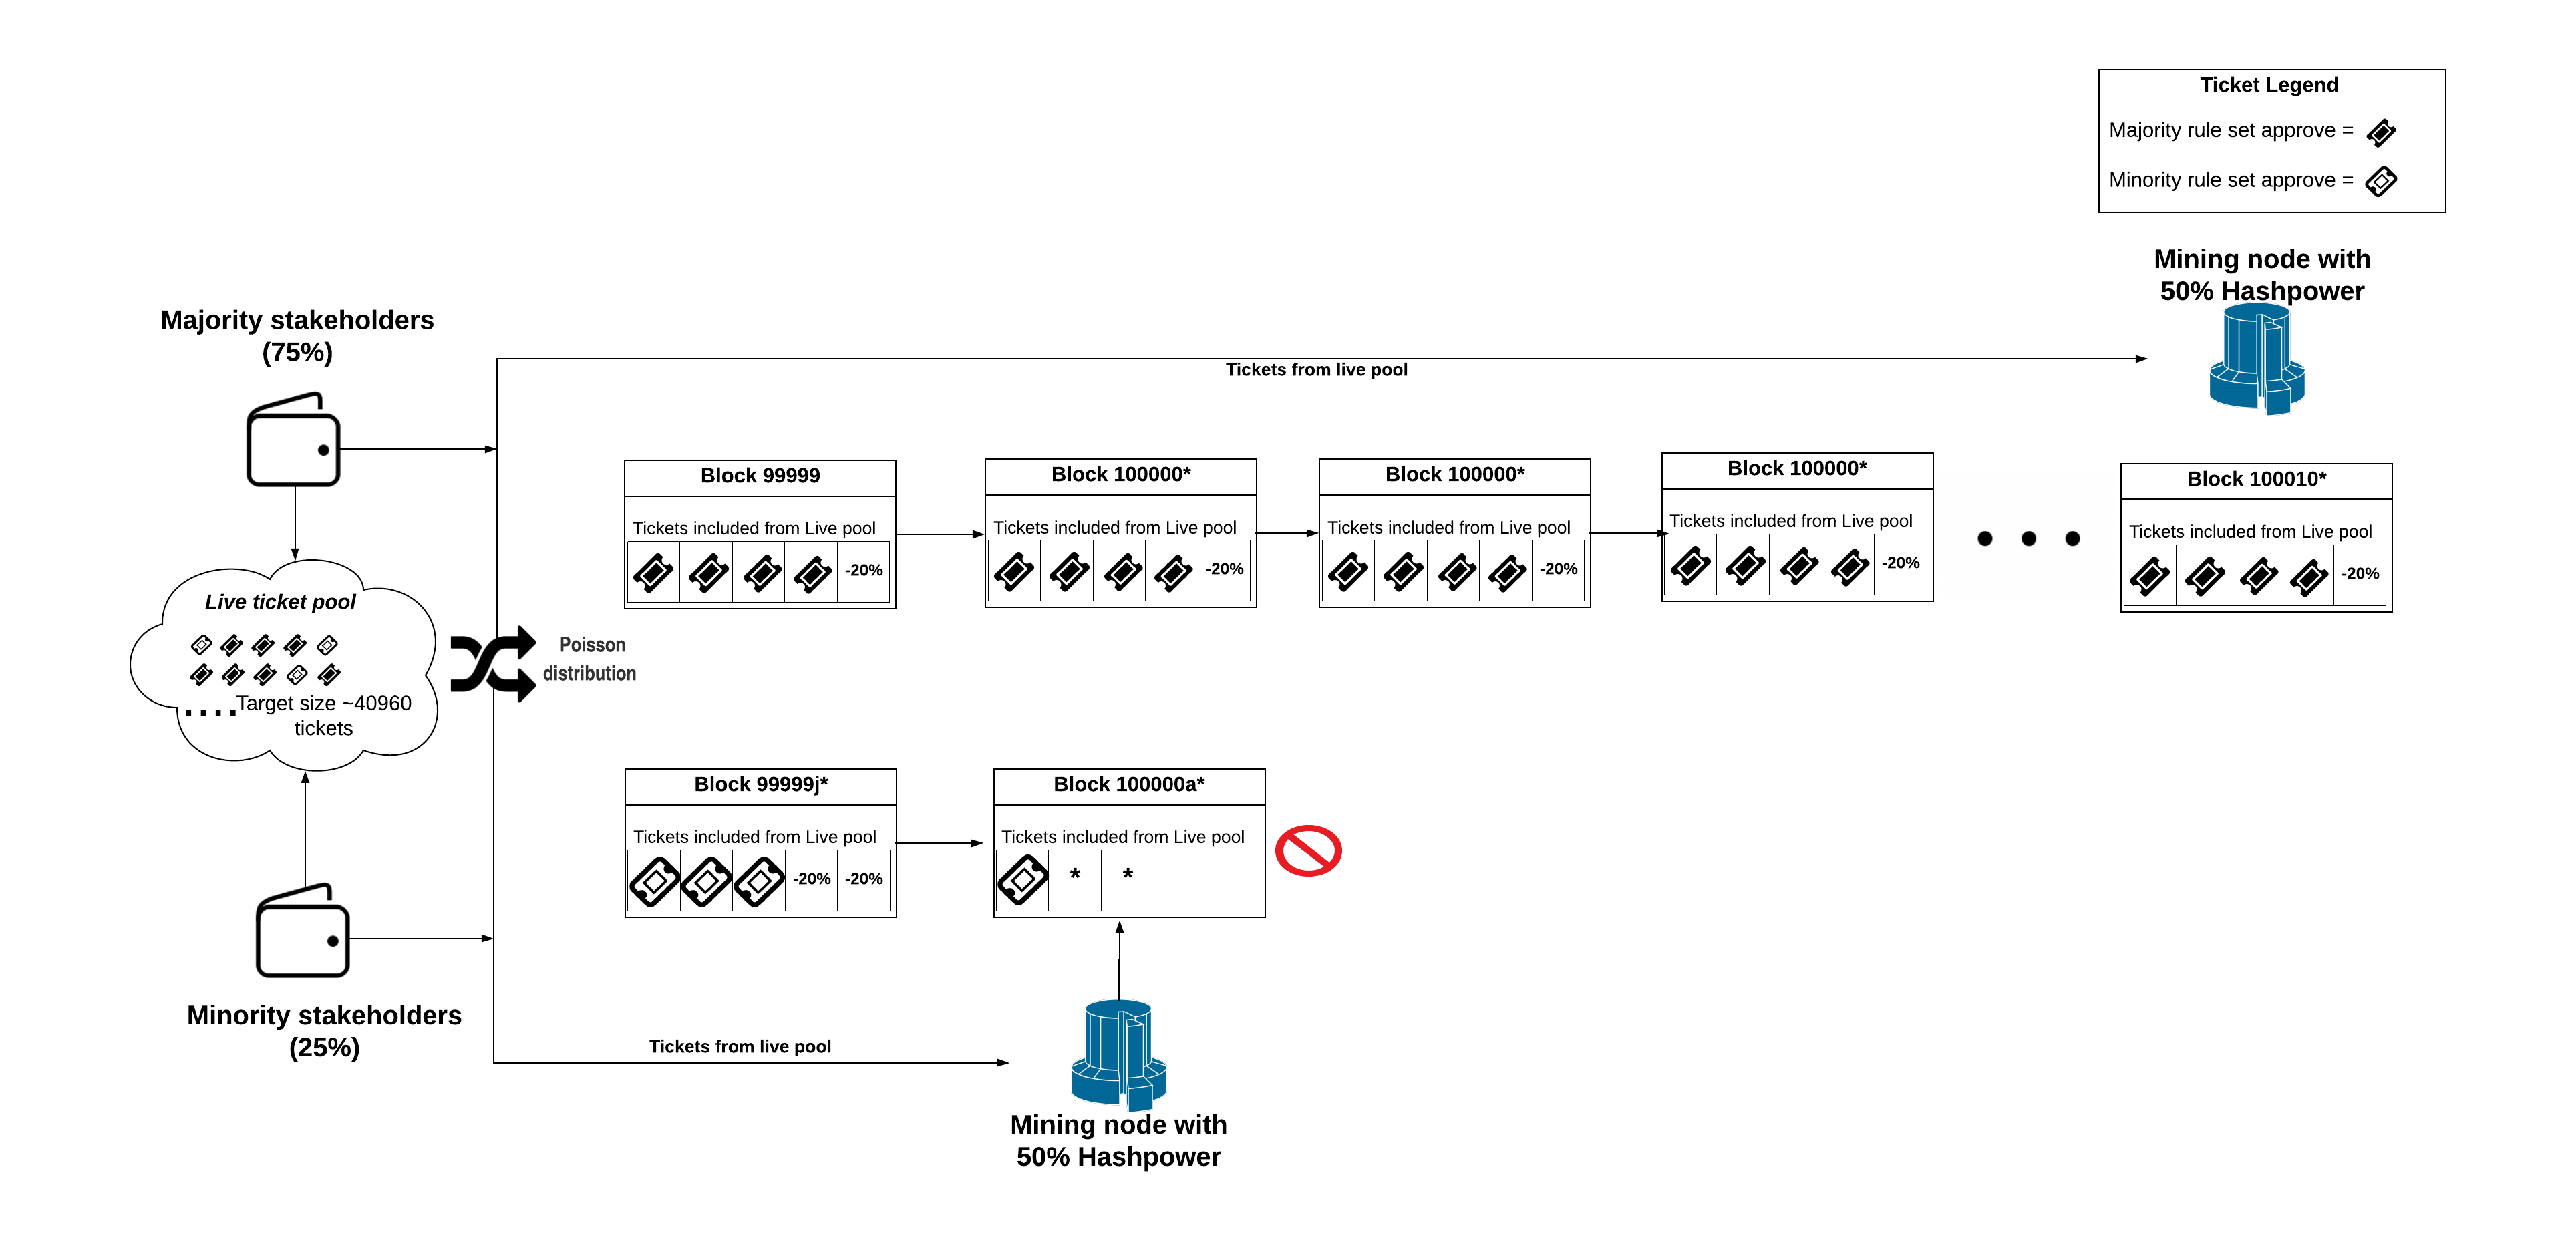 Ticket Legend
Majority rule set approve =
Minority rule set approve =
Mining node with
50% Hashpower
Majority stakeholders
(75%)
Tickets from live pool
Block 99999
Tickets included from Live pool
-20%
Block 100000*
Tickets included from Live pool
-20%
Block 100000*
Tickets included from Live pool
-20%
Block 100000*
Tickets included from Live pool
-20%
Block 100010*
Tickets included from Live pool
-20%
Live ticket pool
....Target size ~40960
tickets
Poisson
distribution
Block 99999j*
Tickets included from Live pool
-20% -20%
Block 100000a*
Tickets included from Live pool
* *
Minority stakeholders
(25%)
Tickets from live pool
Mining node with
50% Hashpower